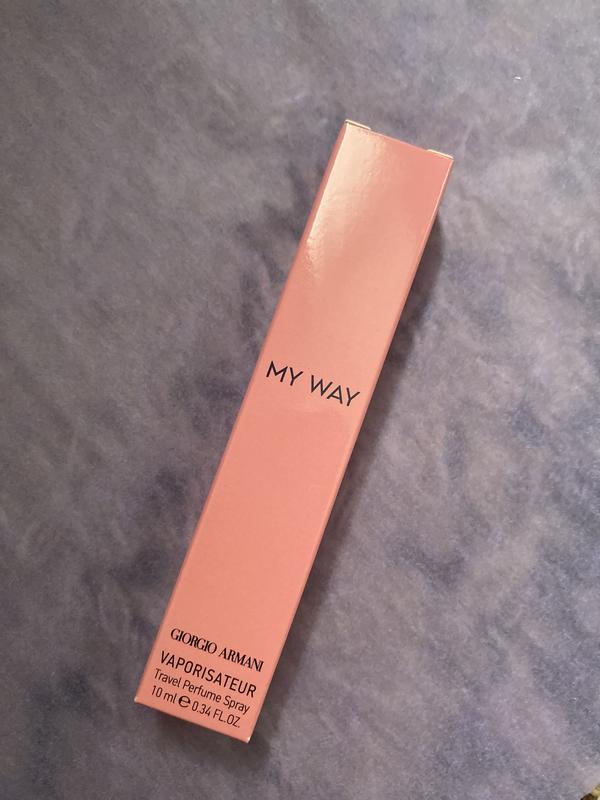 MY WAY
GIORGIO ARMANI
VAPORISATEUR
Travel Perfume Spray
10 ml ℮ 0.34 FL.OZ.